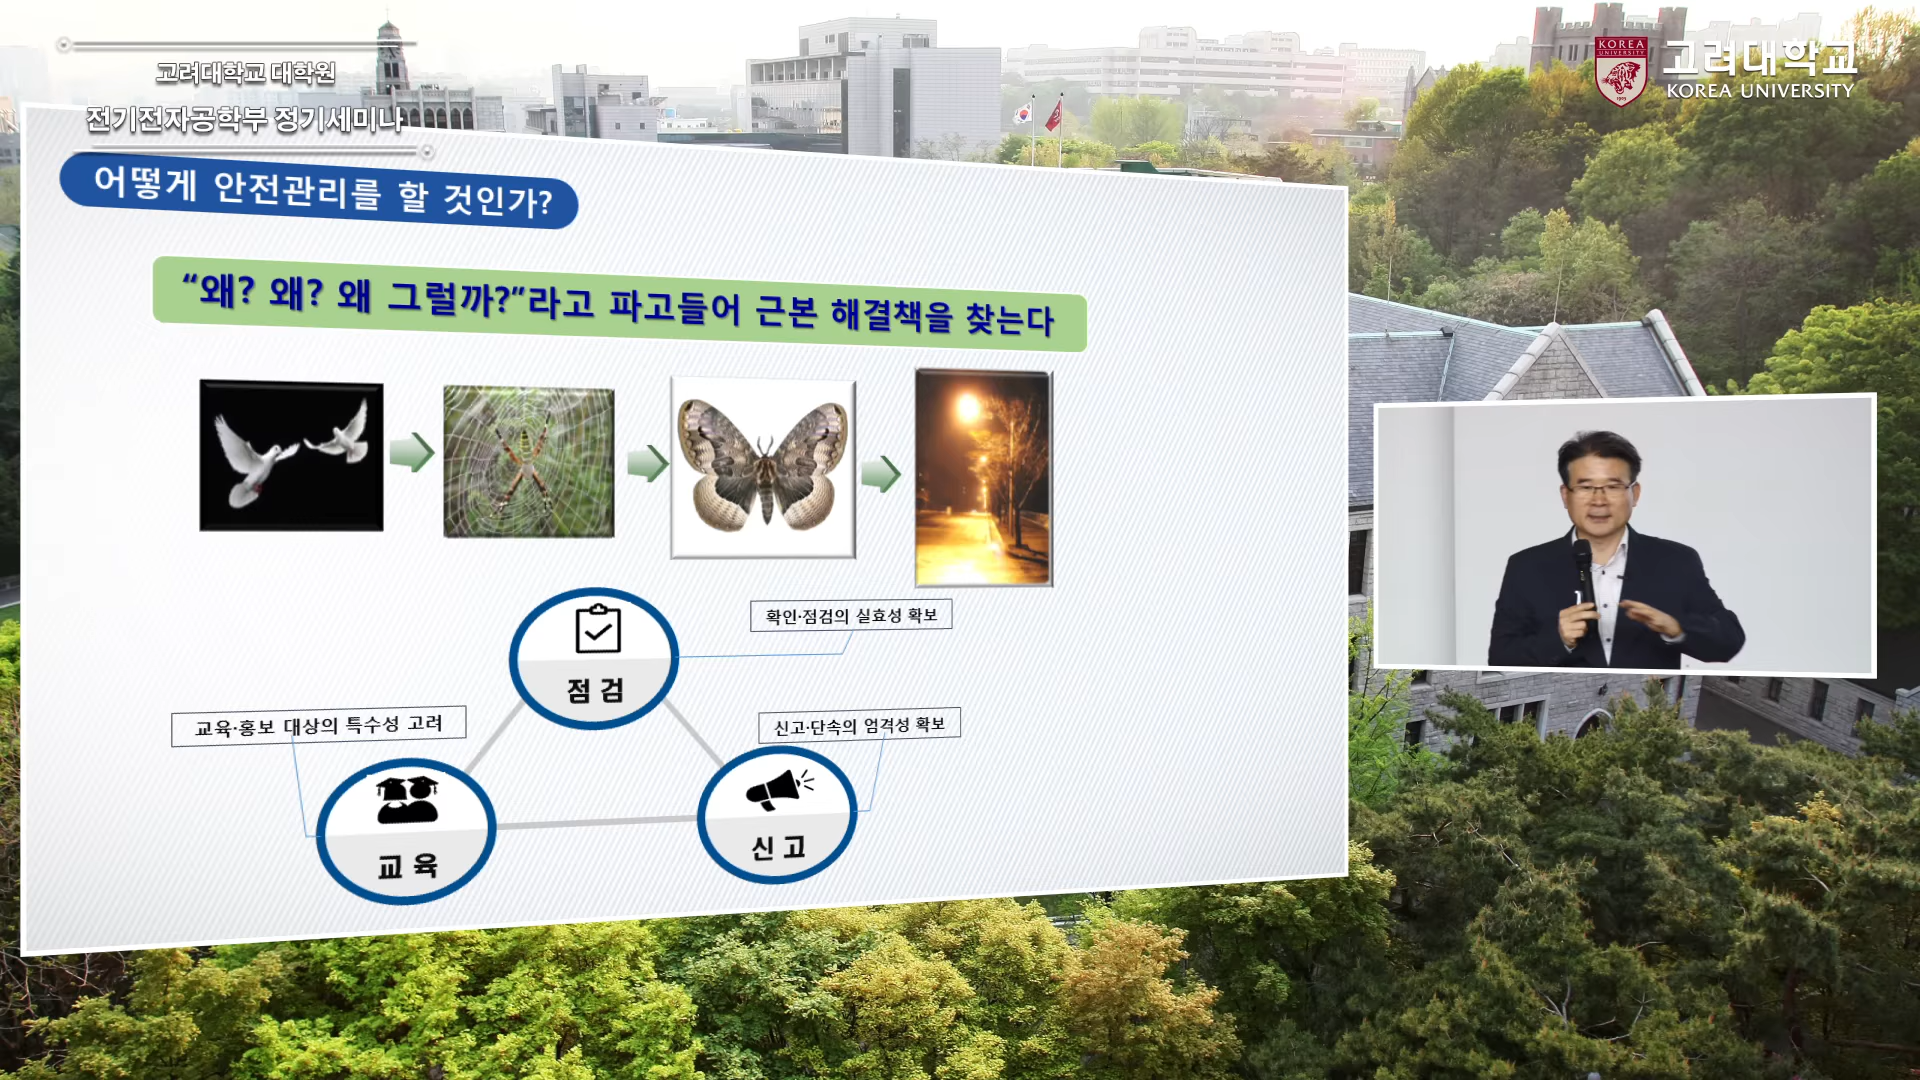 고려대학교 대학원
전기전자공학부 정기세미나
KOREA
UNIVERSITY
1905
고려대학교
KOREA UNIVERSITY
어떻게 안전관리를 할 것인가?
“왜? 왜? 왜 그럴까?”라고 파고들어 근본 해결책을 찾는다
확인·점검의 실효성 확보
점 검
교육·홍보 대상의 특수성 고려
신고·단속의 엄격성 확보
교 육
신 고